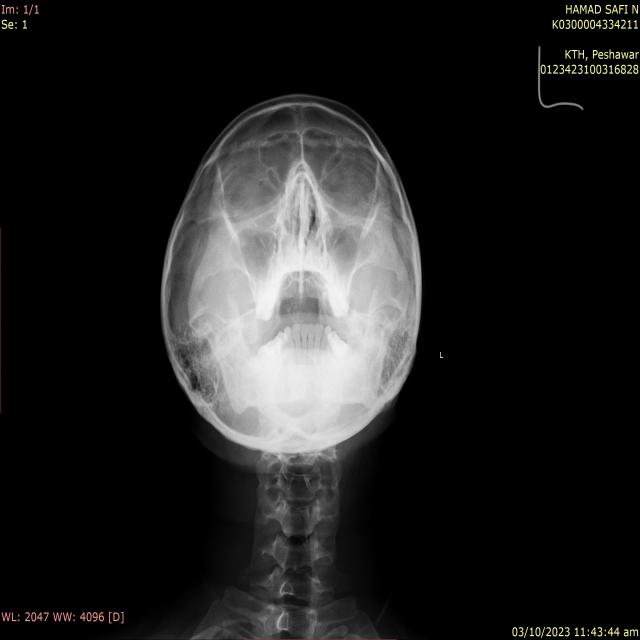 Im: 1/1
Se: 1
HAMAD SAFI N
K0300004334211
KTH, Peshawar
0123423100316828
L
WL: 2047 WW: 4096 [D]
03/10/2023 11:43:44 am